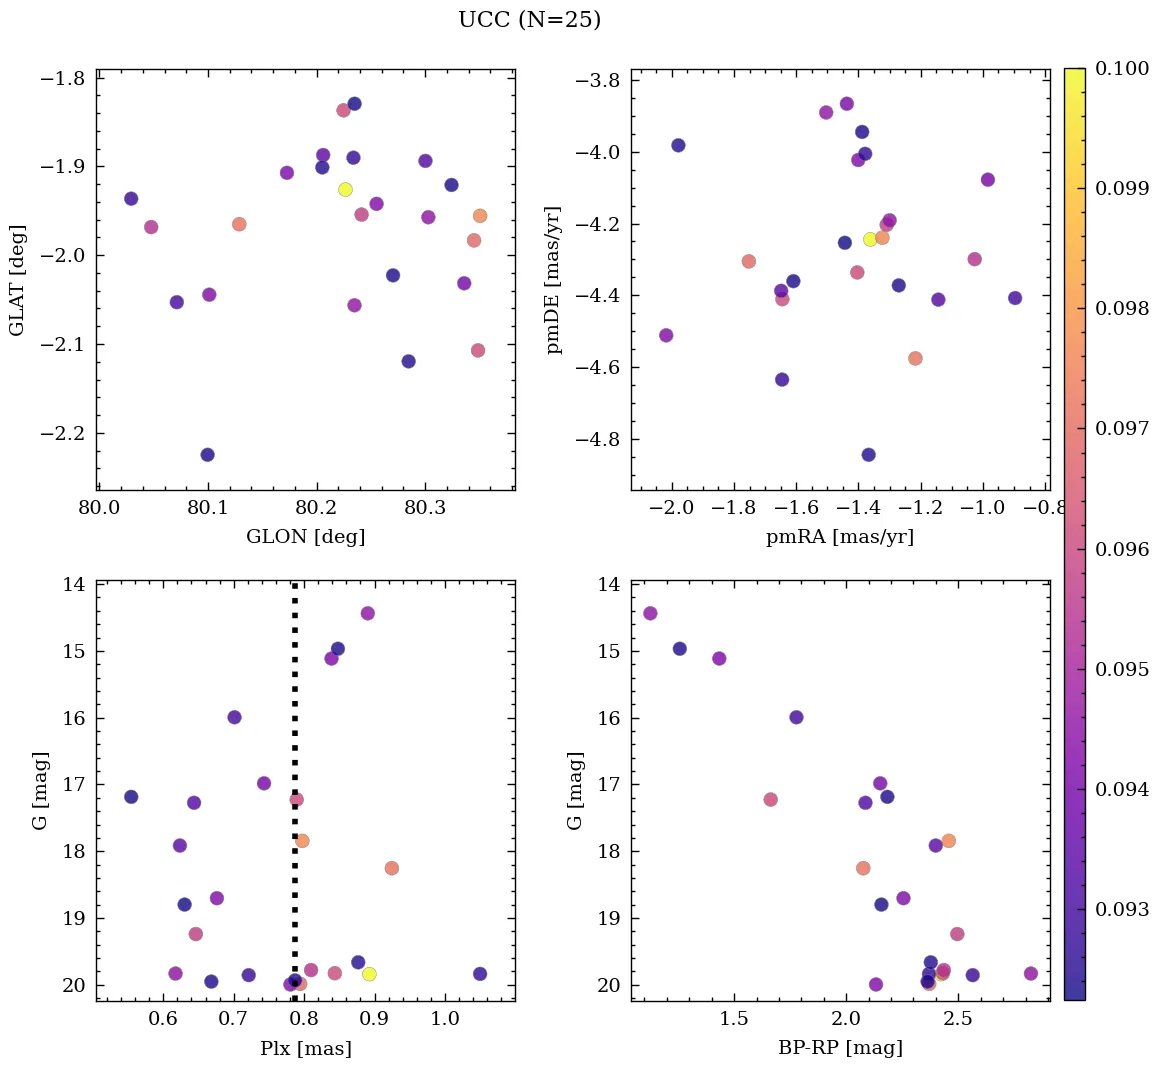 UCC (N=25)
−1.8
−1.9
−2.0
−2.1
−2.2
GLAT [deg]
80.0 80.1 80.2 80.3
GLON [deg]
−3.8
−4.0
−4.2
−4.4
−4.6
−4.8
pmDE [mas/yr]
−2.0 −1.8 −1.6 −1.4 −1.2 −1.0 −0.8
pmRA [mas/yr]
14
15
16
17
18
19
20
G [mag]
0.6 0.7 0.8 0.9 1.0
Plx [mas]
14
15
16
17
18
19
20
G [mag]
1.5 2.0 2.5
BP-RP [mag]
0.100
0.099
0.098
0.097
0.096
0.095
0.094
0.093